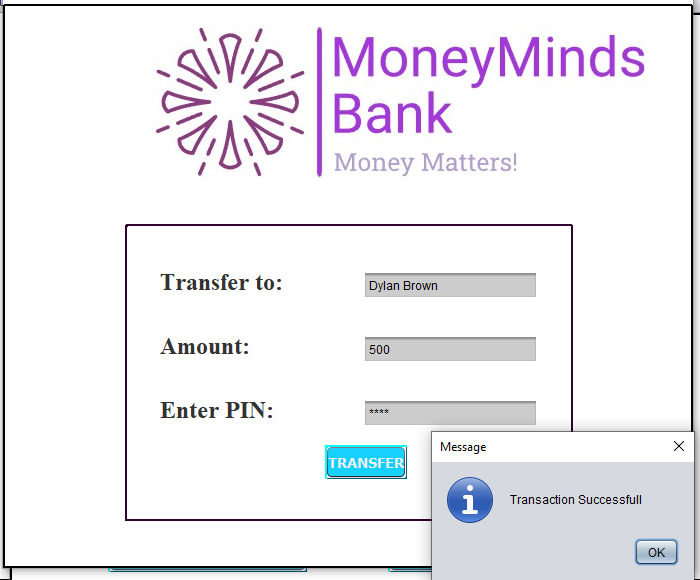 MoneyMinds
Bank
Money Matters!
Transfer to:
Dylan Brown
Amount:
500
Enter PIN:
****
TRANSFER
Message
Transaction Successfull
OK